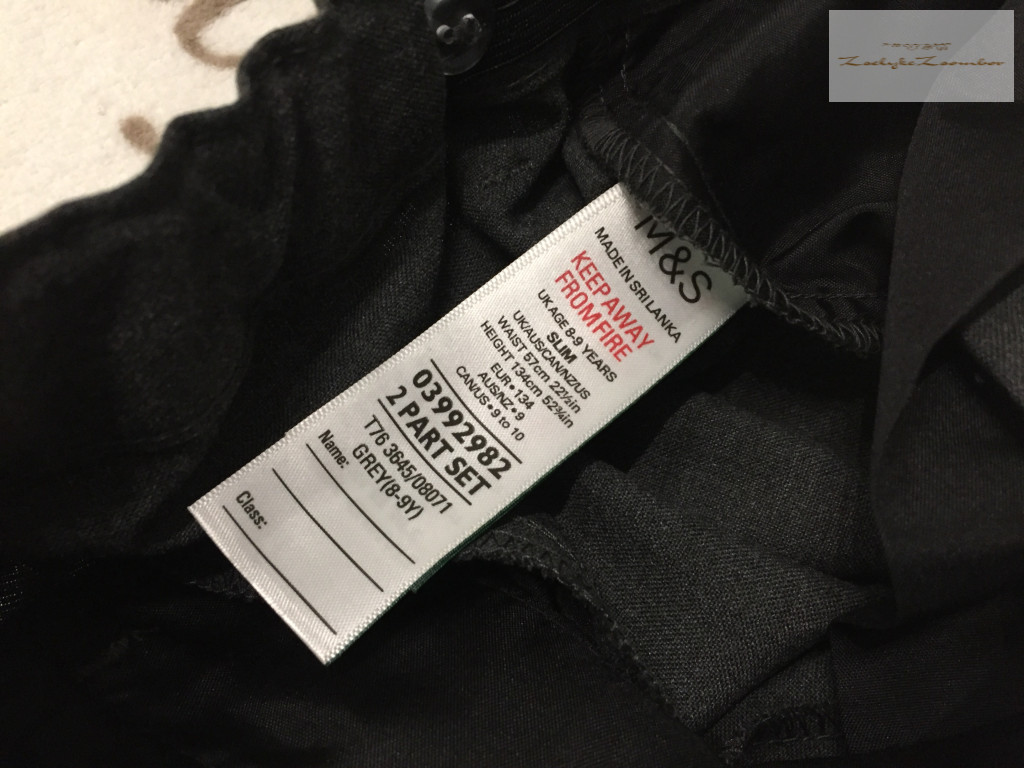 M&S
MADE IN SRI LANKA
KEEP AWAY
FROM FIRE
UK AGE 8-9 YEARS
SLIM
UK/AUS/CAN/NZ/US
WAIST 57cm 22½in
HEIGHT 134cm 52¾in
EUR • 134
AUS/NZ • 9
CAN/US • 9 to 10
03992982
2 PART SET
T76 3645/08071
GREY(8-9Y)
Name:
Class: